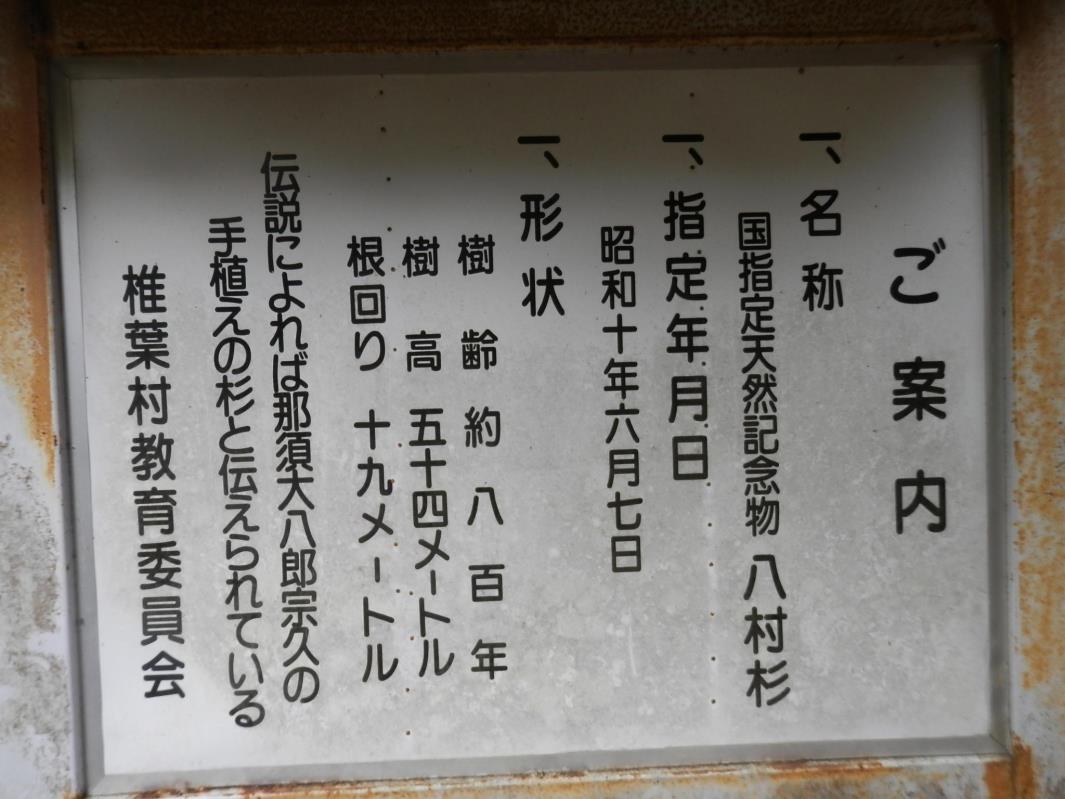 ご案内
一、名称
国指定天然記念物 八村杉
一、指定年月日
昭和十年六月七日
一、形状
樹齢約八百年
樹高 五十四メートル
根回り 十九メートル
伝説によれば那須大八郎宗久の
手植えの杉と伝えられている
椎葉村教育委員会